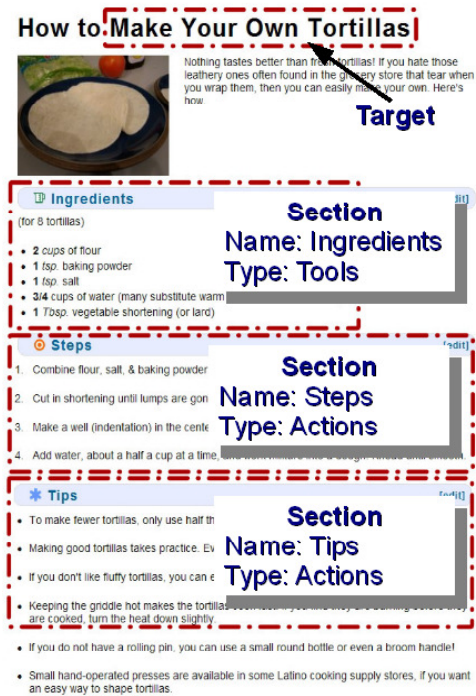 How to Make Your Own Tortillas
Nothing tastes better than fresh tortillas! If you hate those
leathery ones often found in the grocery store that tear when
you wrap them, then you can easily make your own. Here's
how.
Target
Ingredients
[edit]
(for 8 tortillas)
• 2 cups of flour
• 1 tsp. baking powder
• 1 tsp. salt
• 3/4 cups of water (many substitute warm
• 1 Tbsp. vegetable shortening (or lard)
Section
Name: Ingredients
Type: Tools
Steps
[edit]
1. Combine flour, salt, & baking powder
2. Cut in shortening until lumps are gon
3. Make a well (indentation) in the cente
4. Add water, about a half a cup at a time,
Section
Name: Steps
Type: Actions
Tips
[edit]
• To make fewer tortillas, only use half th
• Making good tortillas takes practice. Ev
• If you don't like fluffy tortillas, you can e
• Keeping the griddle hot makes the tortillas
are cooked, turn the heat down slightly.
Section
Name: Tips
Type: Actions
• If you do not have a rolling pin, you can use a small round bottle or even a broom handle!
• Small hand-operated presses are available in some Latino cooking supply stores, if you want
an easy way to shape tortillas.